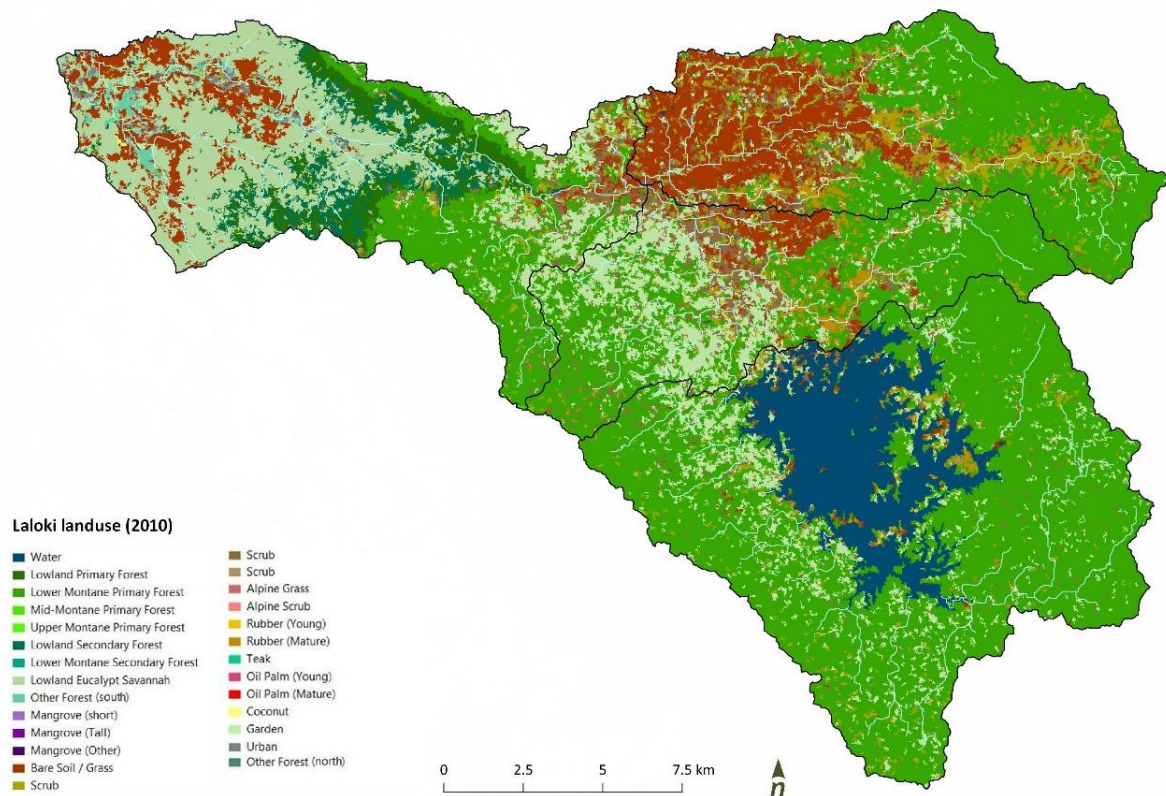 Laloki landuse (2010)
Water
Lowland Primary Forest
Lower Montane Primary Forest
Mid-Montane Primary Forest
Upper Montane Primary Forest
Lowland Secondary Forest
Lower Montane Secondary Forest
Lowland Eucalypt Savannah
Other Forest (south)
Mangrove (short)
Mangrove (Tall)
Mangrove (Other)
Bare Soil / Grass
Scrub
Scrub
Scrub
Alpine Grass
Alpine Scrub
Rubber (Young)
Rubber (Mature)
Teak
Oil Palm (Young)
Oil Palm (Mature)
Coconut
Garden
Urban
Other Forest (north)
0 2.5 5 7.5 km
n